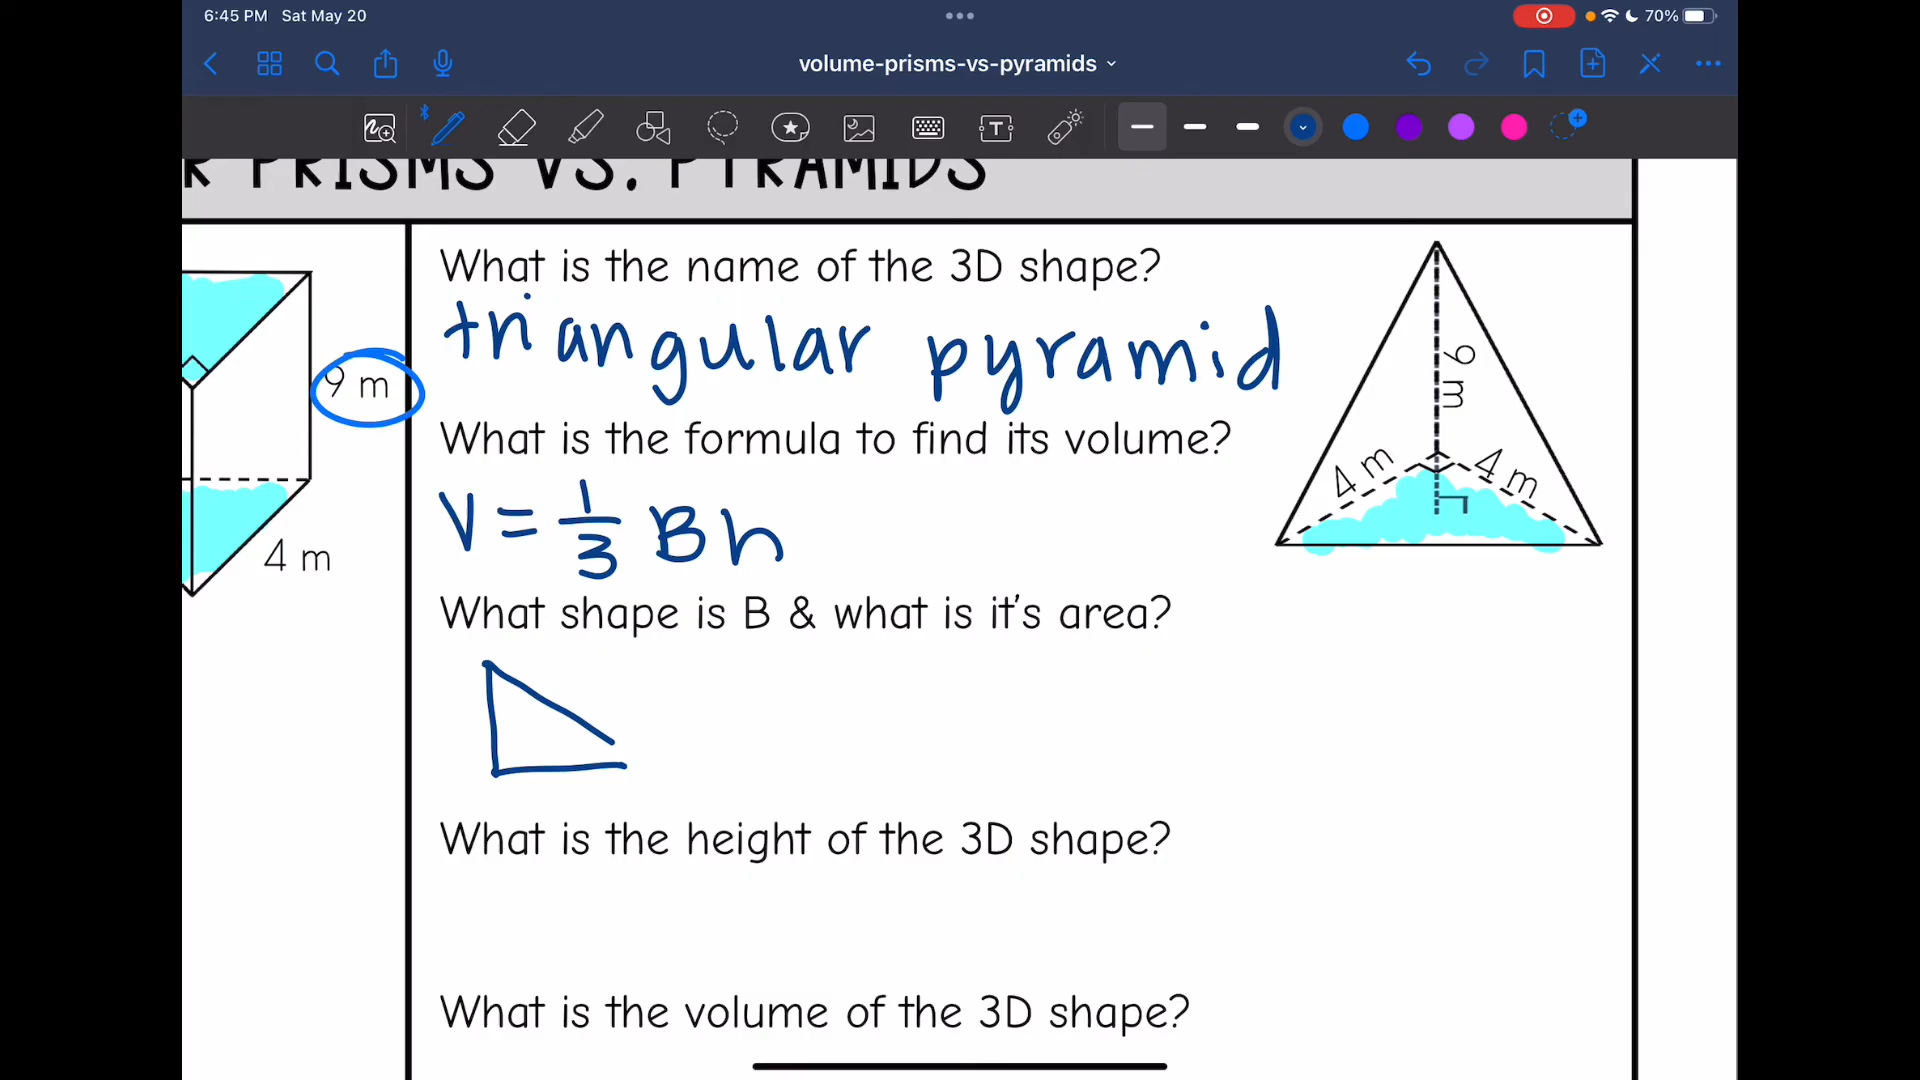 6:45 PM Sat May 20
70%
volume-prisms-vs-pyramids
R PRISMS VS. PYRAMIDS
What is the name of the 3D shape?
triangular pyramid
9 m
9 m
What is the formula to find its volume?
4 m
4 m
V = 1/3 Bh
4 m
What shape is B & what is it's area?
What is the height of the 3D shape?
What is the volume of the 3D shape?